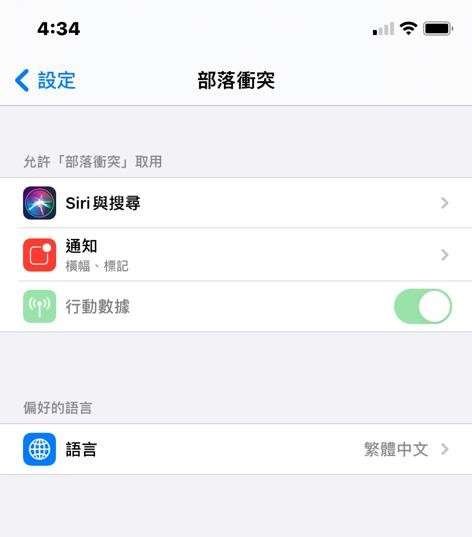 4:34
設定
部落衝突
允許「部落衝突」取用
Siri與搜尋
通知
橫幅、標記
行動數據
偏好的語言
語言
繁體中文